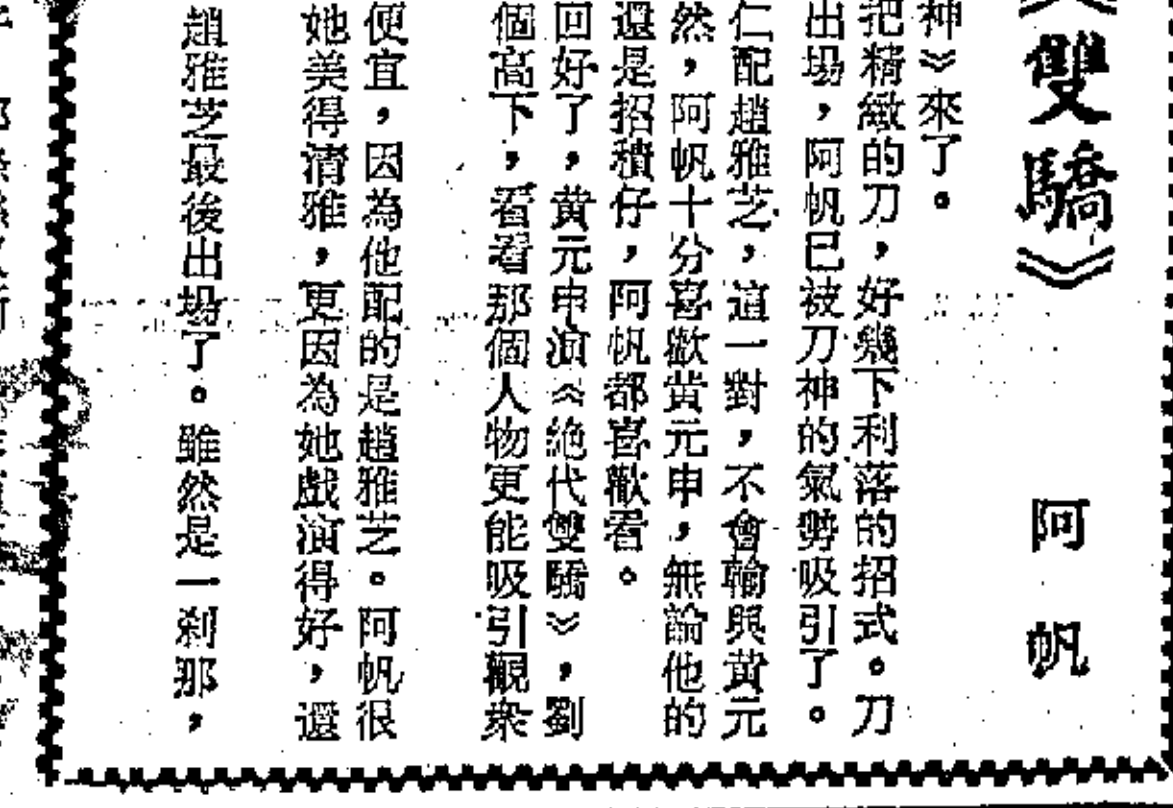 雙驕》
阿帆
神》來了。
把精緻的刀,好幾下利落的招式。刀
出場,阿帆已被刀神的氣勢吸引了。
仁配趙雅芝,這一對,不會輸與黃元
然,阿帆十分喜歡黃元申,無論他的
還是招積仔,阿帆都喜歡看。
回好了,黃元申演《絶代雙驕》,劉
個高下,看看那個人物更能吸引觀衆
便宜,因為他配的是趙雅芝。阿帆很
她美得清雅,更因為她戲演得好,還
趙雅芝最後出場了。雖然是一刹那,